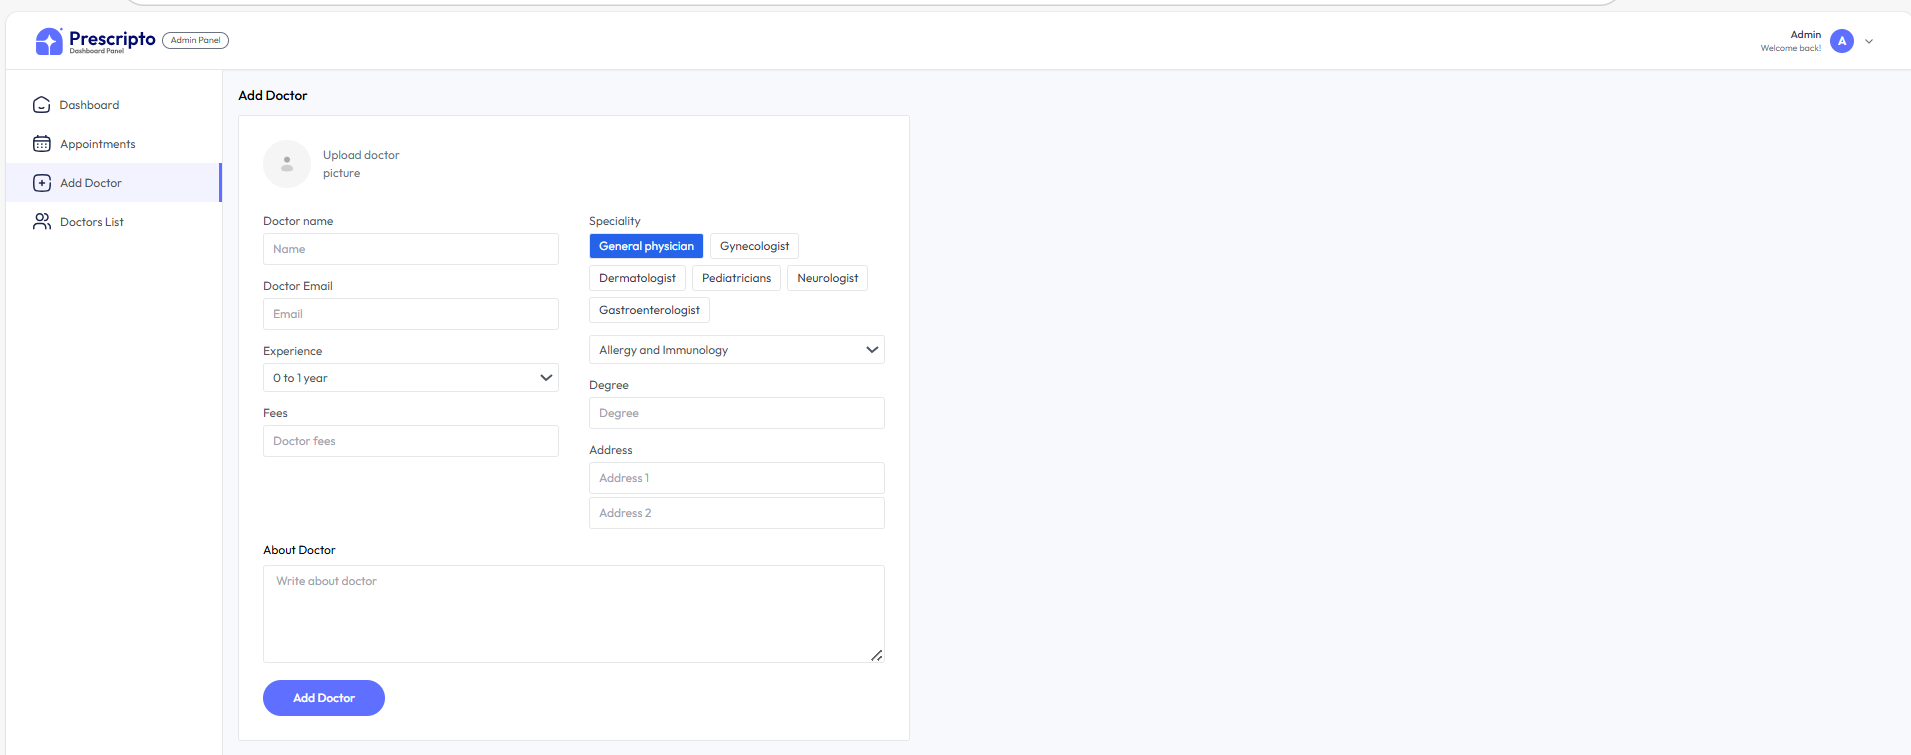 Prescripto
Dashboard Panel
Admin Panel
Admin
Welcome back!
A
Dashboard
Appointments
Add Doctor
Doctors List
Add Doctor
Upload doctor
picture
Doctor name
Name
Doctor Email
Email
Experience
0 to 1 year
Fees
Doctor fees
Speciality
General physician
Gynecologist
Dermatologist
Pediatricians
Neurologist
Gastroenterologist
Allergy and Immunology
Degree
Degree
Address
Address 1
Address 2
About Doctor
Write about doctor
Add Doctor